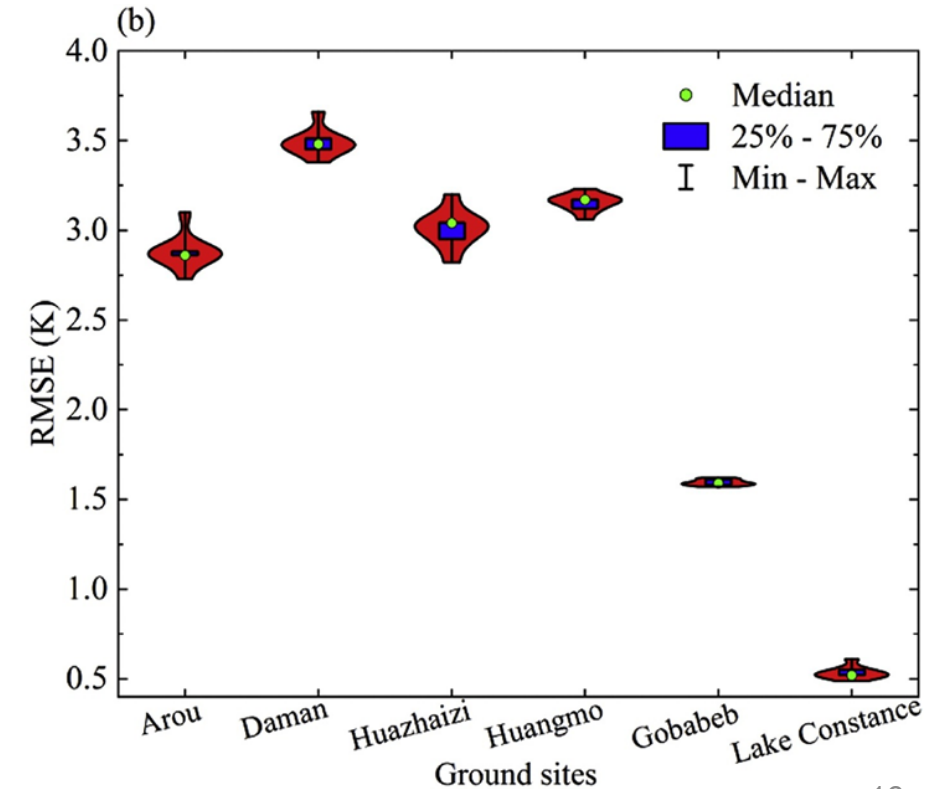 (b)
4.0
3.5
3.0
2.5
2.0
1.5
1.0
0.5
RMSE (K)
Median
25% - 75%
Min - Max
Arou
Daman
Huazhaizi
Huangmo
Gobabeb
Lake Constance
Ground sites